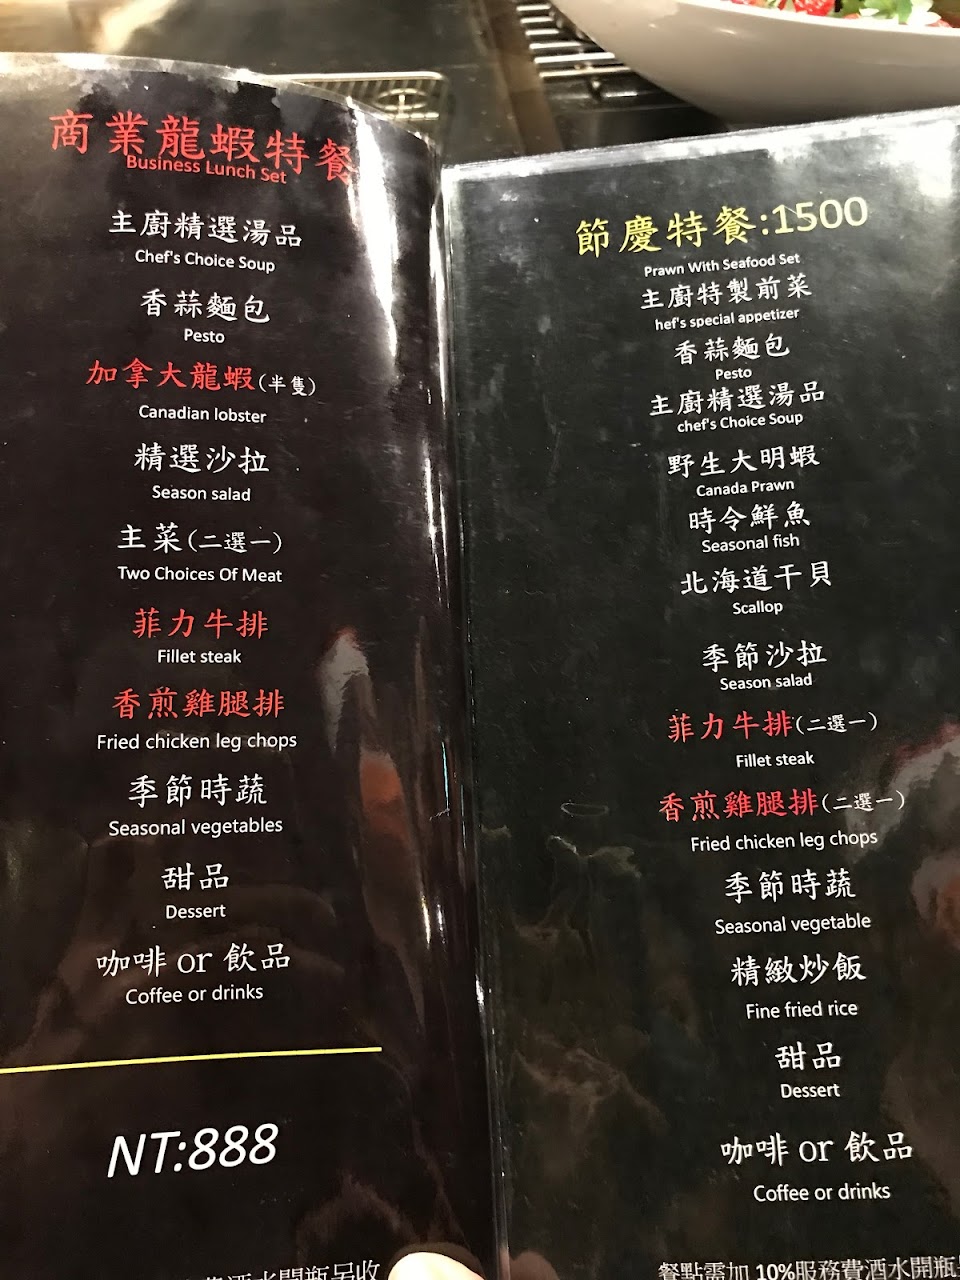 商業龍蝦特餐
Business Lunch Set
主廚精選湯品
Chef's Choice Soup
香蒜麵包
Pesto
加拿大龍蝦(半隻)
Canadian lobster
精選沙拉
Season salad
主菜(二選一)
Two Choices Of Meat
菲力牛排
Fillet steak
香煎雞腿排
Fried chicken leg chops
季節時蔬
Seasonal vegetables
甜品
Dessert
咖啡 or 飲品
Coffee or drinks
NT:888
費酒水開瓶另收
節慶特餐:1500
Prawn With Seafood Set
主廚特製前菜
hef's special appetizer
香蒜麵包
Pesto
主廚精選湯品
chef's Choice Soup
野生大明蝦
Canada Prawn
時令鮮魚
Seasonal fish
北海道干貝
Scallop
季節沙拉
Season salad
菲力牛排(二選一)
Fillet steak
香煎雞腿排(二選一)
Fried chicken leg chops
季節時蔬
Seasonal vegetable
精緻炒飯
Fine fried rice
甜品
Dessert
咖啡 or 飲品
Coffee or drinks
餐點需加 10%服務費酒水開瓶